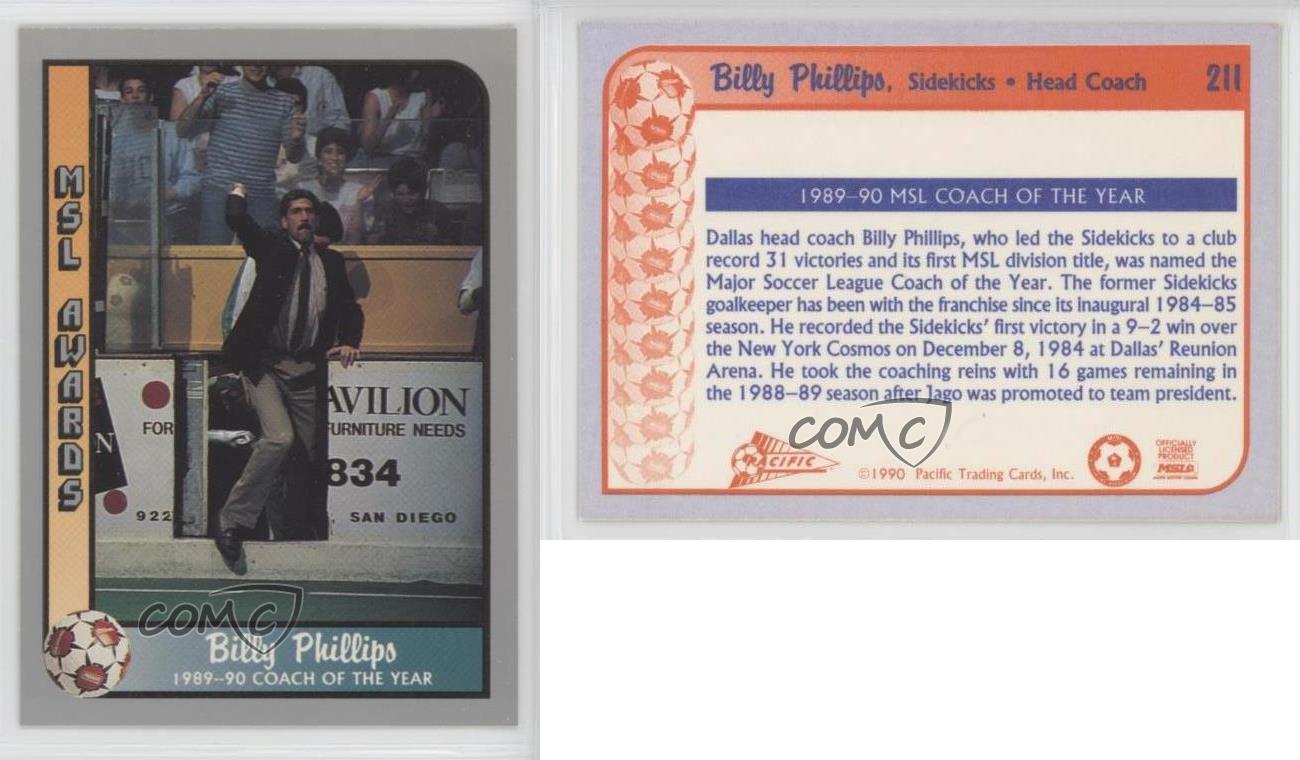 MSL AWARDS
AVILION
FOR
URNITURE NEEDS
N
834
922
, SAN DIEGO
COMC
Billy Phillips
1989-90 COACH OF THE YEAR
Billy Phillips, Sidekicks • Head Coach 211
1989-90 MSL COACH OF THE YEAR
Dallas head coach Billy Phillips, who led the Sidekicks to a club
record 31 victories and its first MSL division title, was named the
Major Soccer League Coach of the Year. The former Sidekicks
goalkeeper has been with the franchise since its inaugural 1984-85
season. He recorded the Sidekicks' first victory in a 9-2 win over
the New York Cosmos on December 8, 1984 at Dallas' Reunion
Arena. He took the coaching reins with 16 games remaining in
the 1988-89 season after Jago was promoted to team president.
COMC
PACIFIC
©1990 Pacific Trading Cards, Inc.
OFFICIALLY
LICENSED
PRODUCT
MSL